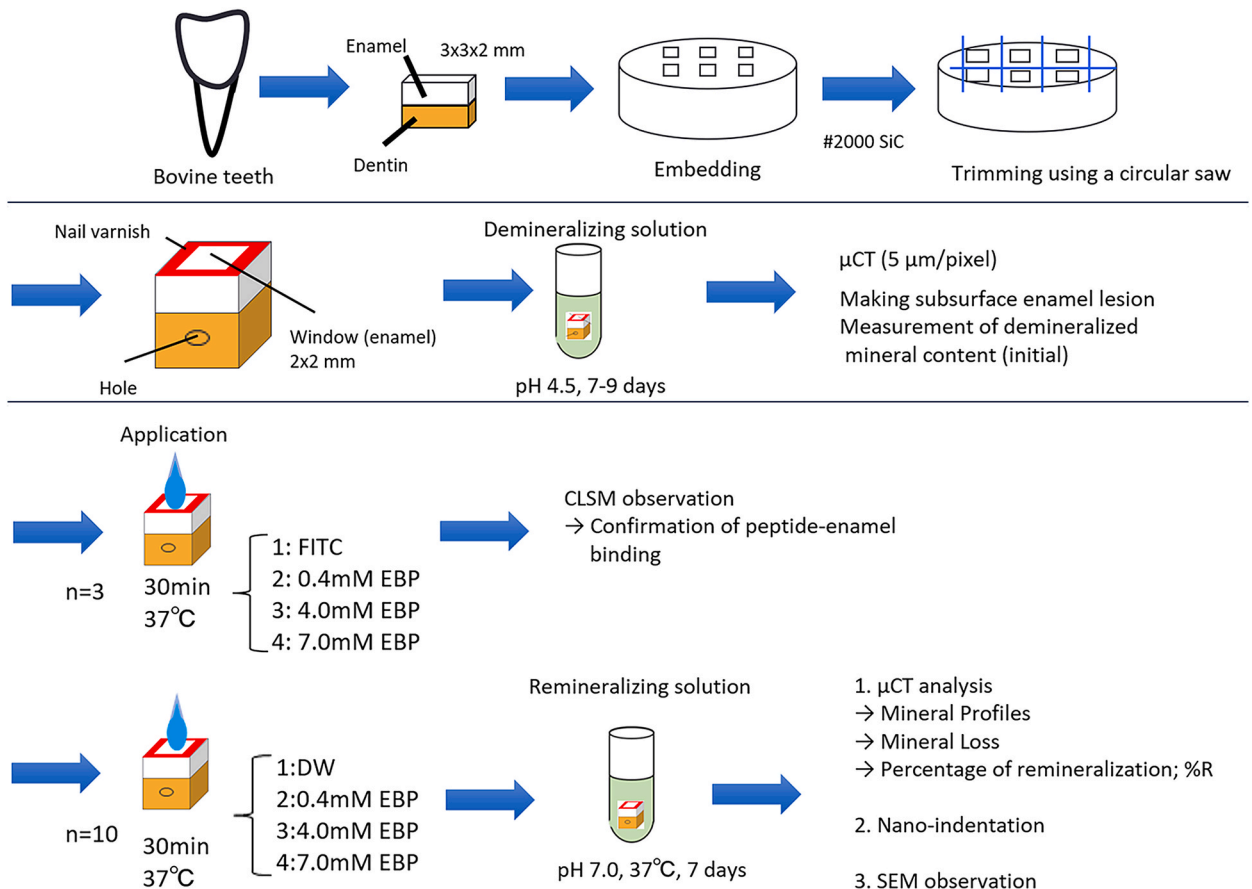 Enamel
3x3x2 mm
Dentin
Bovine teeth
Embedding
#2000 SiC
Trimming using a circular saw
Nail varnish
Window (enamel)
2x2 mm
Hole
Demineralizing solution
pH 4.5, 7-9 days
µCT (5 µm/pixel)
Making subsurface enamel lesion
Measurement of demineralized
mineral content (initial)
Application
n=3
30min
37℃
1: FITC
2: 0.4mM EBP
3: 4.0mM EBP
4: 7.0mM EBP
CLSM observation
→ Confirmation of peptide-enamel
binding
n=10
30min
37℃
1:DW
2:0.4mM EBP
3:4.0mM EBP
4:7.0mM EBP
Remineralizing solution
pH 7.0, 37℃, 7 days
1. µCT analysis
→ Mineral Profiles
→ Mineral Loss
→ Percentage of remineralization; %R
2. Nano-indentation
3. SEM observation